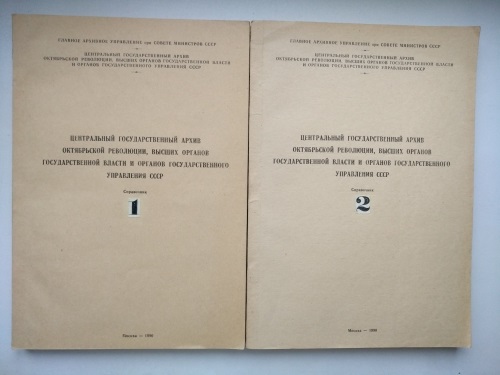 ГЛАВНОЕ АРХИВНОЕ УПРАВЛЕНИЕ при СОВЕТЕ МИНИСТРОВ СССР
ЦЕНТРАЛЬНЫЙ ГОСУДАРСТВЕННЫЙ АРХИВ
ОКТЯБРЬСКОЙ РЕВОЛЮЦИИ, ВЫСШИХ ОРГАНОВ ГОСУДАРСТВЕННОЙ ВЛАСТИ
И ОРГАНОВ ГОСУДАРСТВЕННОГО УПРАВЛЕНИЯ СССР
ЦЕНТРАЛЬНЫЙ ГОСУДАРСТВЕННЫЙ АРХИВ
ОКТЯБРЬСКОЙ РЕВОЛЮЦИИ, ВЫСШИХ ОРГАНОВ
ГОСУДАРСТВЕННОЙ ВЛАСТИ И ОРГАНОВ ГОСУДАРСТВЕННОГО
УПРАВЛЕНИЯ СССР
Справочник
1
Москва — 1990
ГЛАВНОЕ АРХИВНОЕ УПРАВЛЕНИЕ при СОВЕТЕ МИНИСТРОВ СССР
ЦЕНТРАЛЬНЫЙ ГОСУДАРСТВЕННЫЙ АРХИВ
ОКТЯБРЬСКОЙ РЕВОЛЮЦИИ, ВЫСШИХ ОРГАНОВ ГОСУДАРСТВЕННОЙ ВЛАСТИ
И ОРГАНОВ ГОСУДАРСТВЕННОГО УПРАВЛЕНИЯ СССР
ЦЕНТРАЛЬНЫЙ ГОСУДАРСТВЕННЫЙ АРХИВ
ОКТЯБРЬСКОЙ РЕВОЛЮЦИИ, ВЫСШИХ ОРГАНОВ
ГОСУДАРСТВЕННОЙ ВЛАСТИ И ОРГАНОВ ГОСУДАРСТВЕННОГО
УПРАВЛЕНИЯ СССР
Справочник
2
Москва — 1990